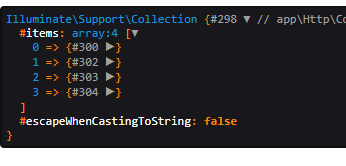 Illuminate\Support\Collection {#298 ▼ // app\Http\Co
#items: array:4 [▼
0 => {#300 ▶}
1 => {#302 ▶}
2 => {#303 ▶}
3 => {#304 ▶}
]
#escapeWhenCastingToString: false
}